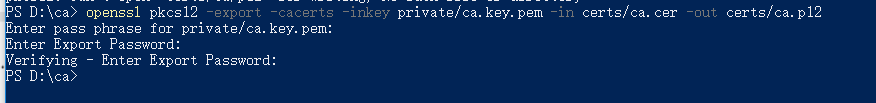 PS D:\ca> openssl pkcs12 -export -cacerts -inkey private/ca.key.pem -in certs/ca.cer -out certs/ca.p12
Enter pass phrase for private/ca.key.pem:
Enter Export Password:
Verifying - Enter Export Password:
PS D:\ca>